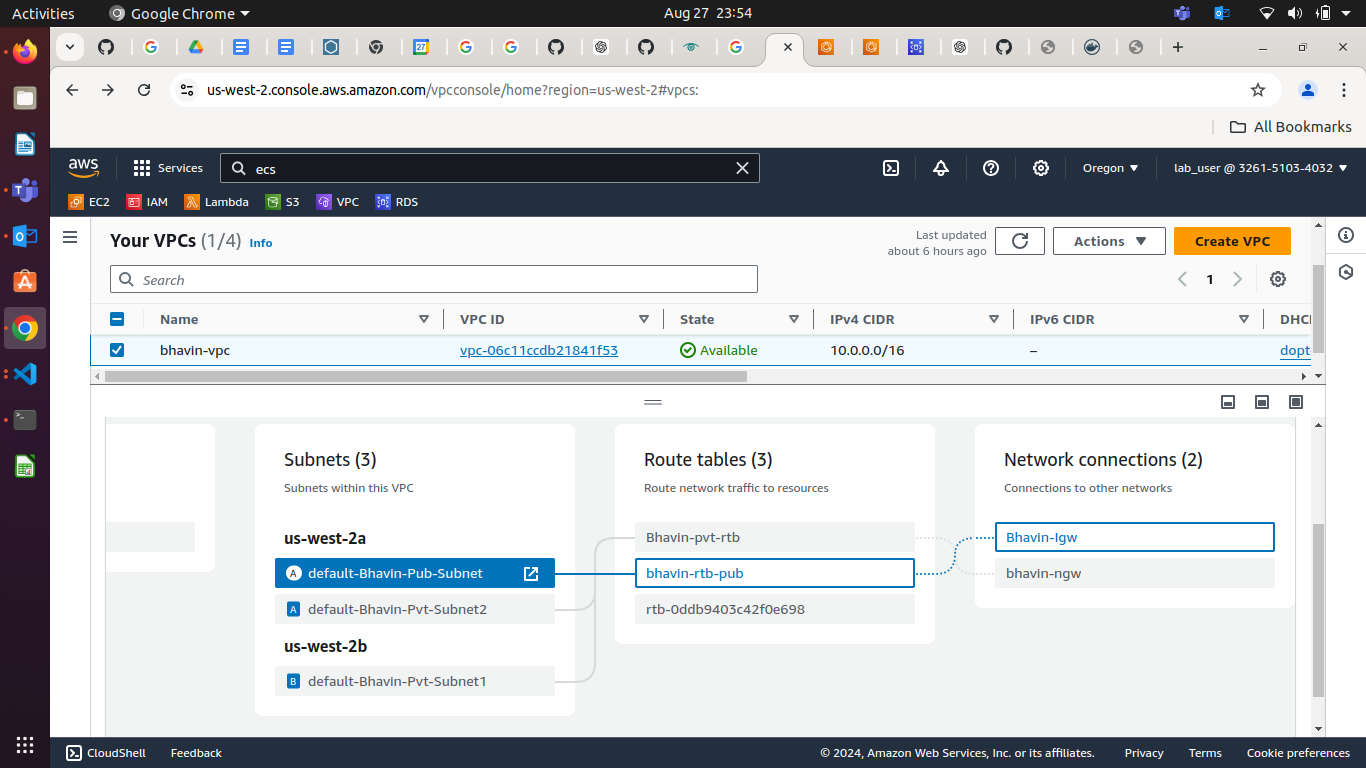 Activities
Google Chrome
Aug 27 23:54
us-west-2.console.aws.amazon.com/vpcconsole/home?region=us-west-2#vpcs:
All Bookmarks
aws
Services
ecs
Oregon
lab_user @ 3261-5103-4032
EC2
IAM
Lambda
S3
VPC
RDS
Your VPCs (1/4) Info
Last updated
about 6 hours ago
Actions
Create VPC
Search
1
Name
VPC ID
State
IPv4 CIDR
IPv6 CIDR
DHC
bhavin-vpc
vpc-06c11ccdb21841f53
Available
10.0.0.0/16
–
dopt
Subnets (3)
Subnets within this VPC
us-west-2a
A default-Bhavin-Pub-Subnet
A default-Bhavin-Pvt-Subnet2
us-west-2b
B default-Bhavin-Pvt-Subnet1
Route tables (3)
Route network traffic to resources
Bhavin-pvt-rtb
bhavin-rtb-pub
rtb-0ddb9403c42f0e698
Network connections (2)
Connections to other networks
Bhavin-Igw
bhavin-ngw
CloudShell
Feedback
© 2024, Amazon Web Services, Inc. or its affiliates.
Privacy
Terms
Cookie preferences